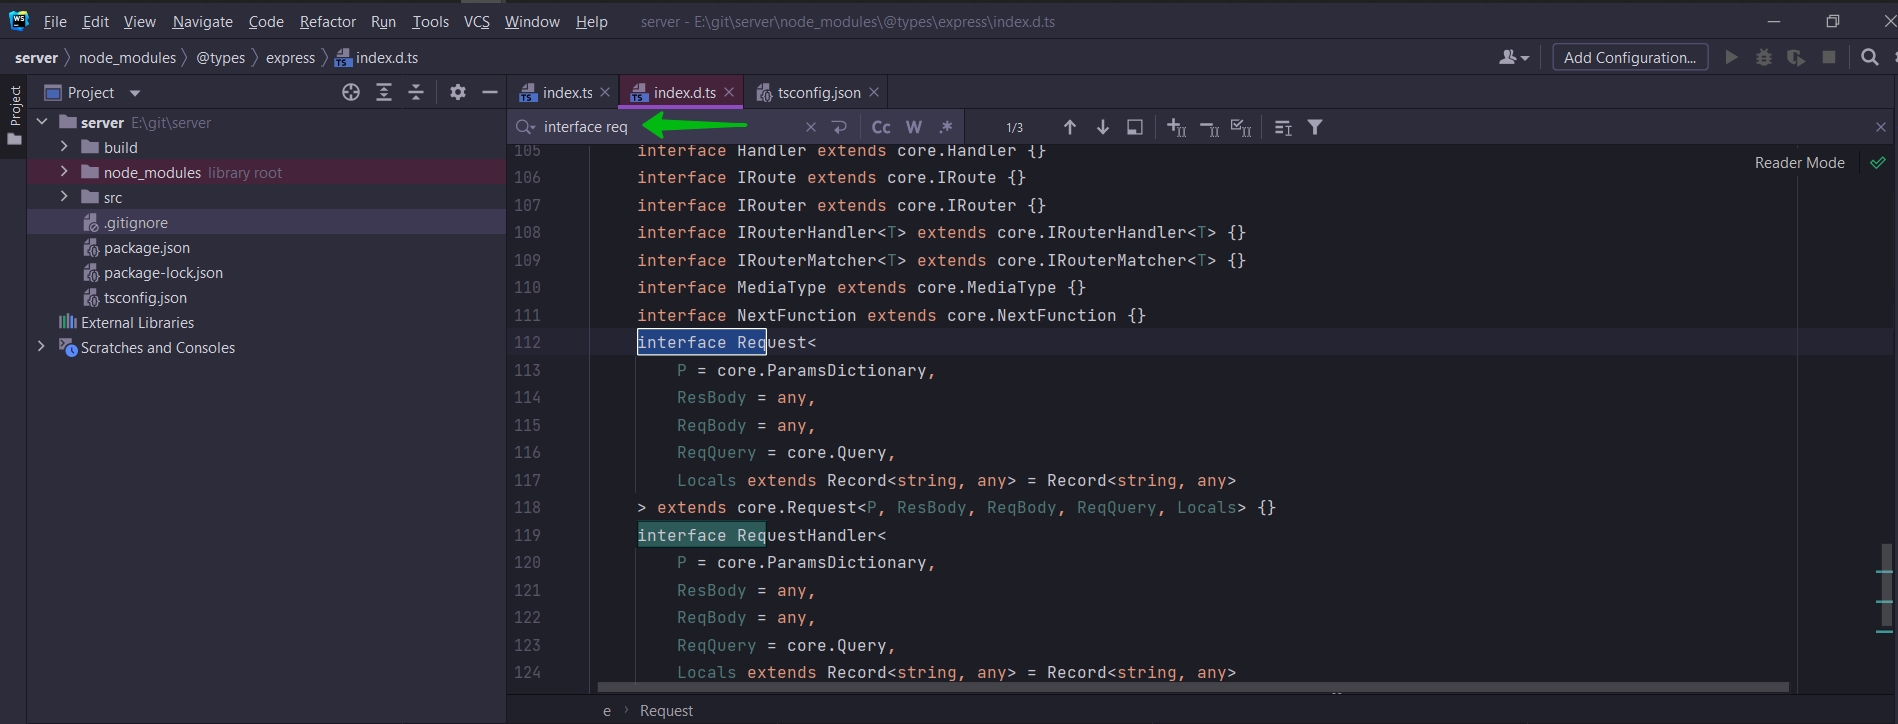 WS File Edit View Navigate Code Refactor Run Tools VCS Window Help server - E:\git\server\node_modules\@types\express\index.d.ts
server node_modules @types express index.d.ts Add Configuration...
Project
Project
index.ts index.d.ts tsconfig.json
server E:\git\server
build
node_modules library root
src
.gitignore
package.json
package-lock.json
tsconfig.json
External Libraries
Scratches and Consoles
interface req Cc W .* 1/3
Reader Mode
105 interface Handler extends core.Handler {}
106 interface IRoute extends core.IRoute {}
107 interface IRouter extends core.IRouter {}
108 interface IRouterHandler<T> extends core.IRouterHandler<T> {}
109 interface IRouterMatcher<T> extends core.IRouterMatcher<T> {}
110 interface MediaType extends core.MediaType {}
111 interface NextFunction extends core.NextFunction {}
112 interface Request<
113 P = core.ParamsDictionary,
114 ResBody = any,
115 ReqBody = any,
116 ReqQuery = core.Query,
117 Locals extends Record<string, any> = Record<string, any>
118 > extends core.Request<P, ResBody, ReqBody, ReqQuery, Locals> {}
119 interface RequestHandler<
120 P = core.ParamsDictionary,
121 ResBody = any,
122 ReqBody = any,
123 ReqQuery = core.Query,
124 Locals extends Record<string, any> = Record<string, any>
e Request